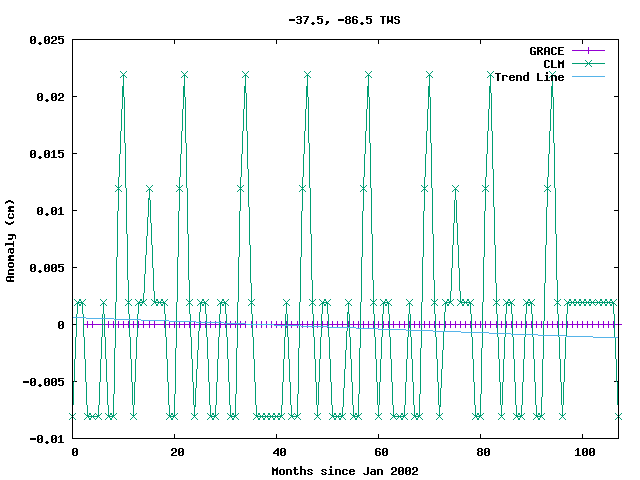 -37.5, -86.5 TWS
0.025
0.02
0.015
0.01
0.005
0
-0.005
-0.01
Anomaly (cm)
GRACE
CLM
Trend Line
0 20 40 60 80 100
Months since Jan 2002